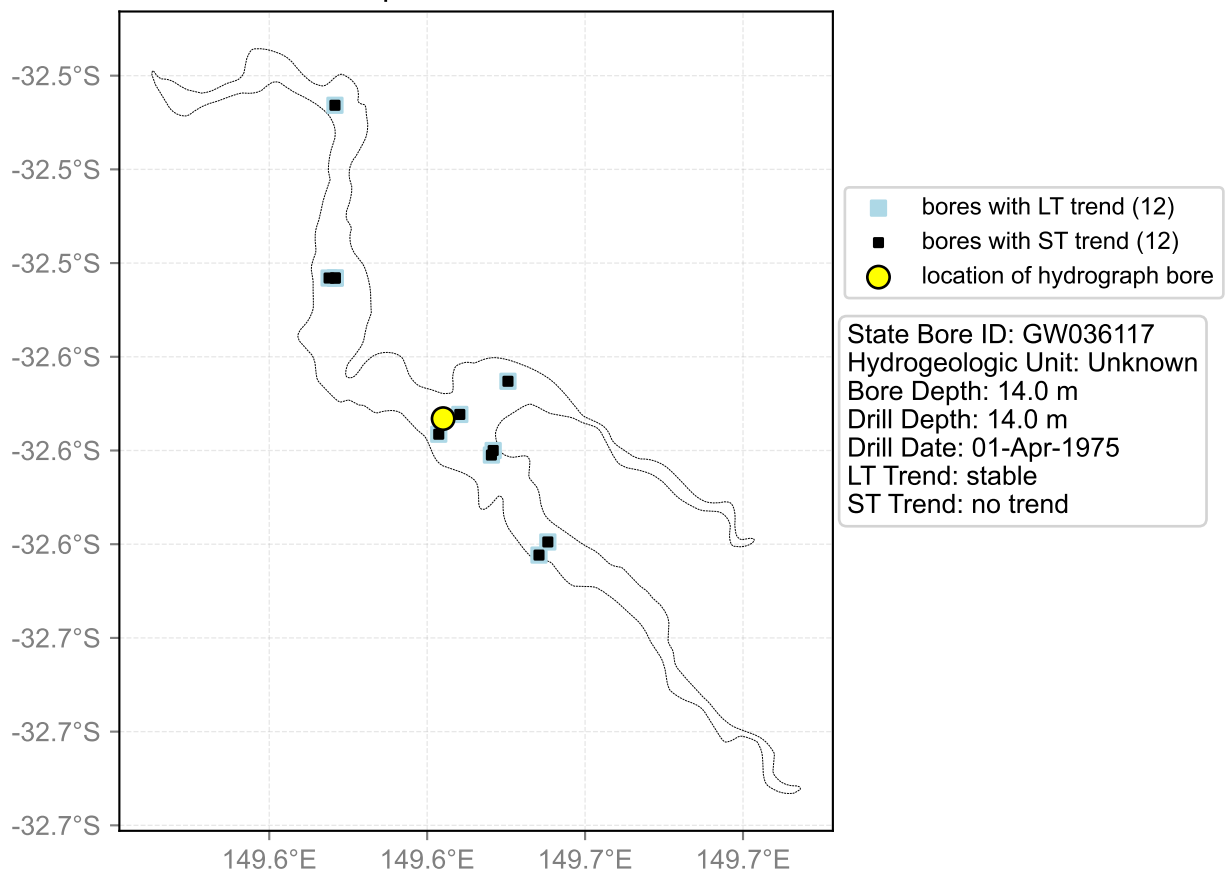 -32.5°S
-32.5°S
-32.5°S
-32.6°S
-32.6°S
-32.6°S
-32.7°S
-32.7°S
-32.7°S
149.6°E
149.6°E
149.7°E
149.7°E
bores with LT trend (12)
bores with ST trend (12)
location of hydrograph bore
State Bore ID: GW036117
Hydrogeologic Unit: Unknown
Bore Depth: 14.0 m
Drill Depth: 14.0 m
Drill Date: 01-Apr-1975
LT Trend: stable
ST Trend: no trend